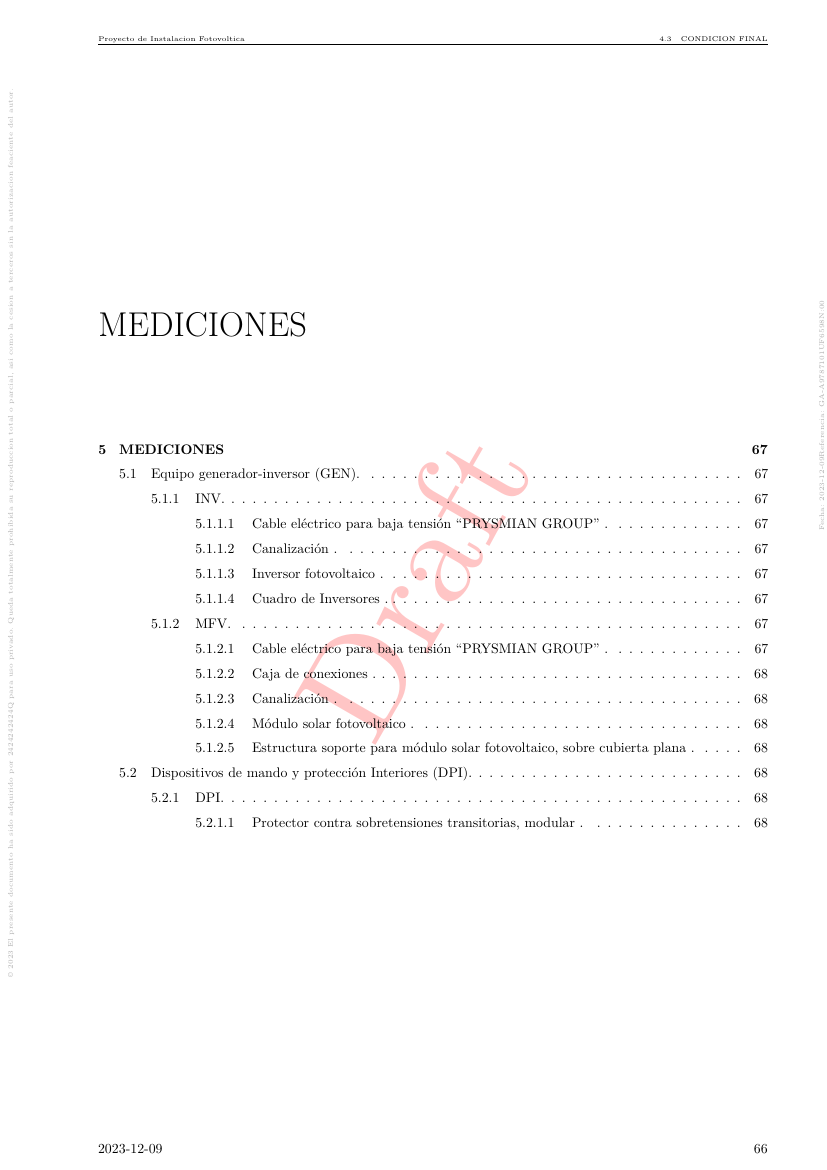 Proyecto de Instalacion Fotovoltica 4.3 CONDICION FINAL
MEDICIONES
5 MEDICIONES 67
5.1 Equipo generador-inversor (GEN). . . . . . . . . . . . . . . . . . . . . . . . . . . . . . . . . . . . 67
5.1.1 INV. . . . . . . . . . . . . . . . . . . . . . . . . . . . . . . . . . . . . . . . . . . . . . . . . 67
5.1.1.1 Cable eléctrico para baja tensión “PRYSMIAN GROUP” . . . . . . . . . . . . . . 67
5.1.1.2 Canalización . . . . . . . . . . . . . . . . . . . . . . . . . . . . . . . . . . . . . . . 67
5.1.1.3 Inversor fotovoltaico . . . . . . . . . . . . . . . . . . . . . . . . . . . . . . . . . . . 67
5.1.1.4 Cuadro de Inversores . . . . . . . . . . . . . . . . . . . . . . . . . . . . . . . . . . 67
5.1.2 MFV. . . . . . . . . . . . . . . . . . . . . . . . . . . . . . . . . . . . . . . . . . . . . . . . 67
5.1.2.1 Cable eléctrico para baja tensión “PRYSMIAN GROUP” . . . . . . . . . . . . . . 67
5.1.2.2 Caja de conexiones . . . . . . . . . . . . . . . . . . . . . . . . . . . . . . . . . . . 68
5.1.2.3 Canalización . . . . . . . . . . . . . . . . . . . . . . . . . . . . . . . . . . . . . . . 68
5.1.2.4 Módulo solar fotovoltaico . . . . . . . . . . . . . . . . . . . . . . . . . . . . . . . . 68
5.1.2.5 Estructura soporte para módulo solar fotovoltaico, sobre cubierta plana . . . . . 68
5.2 Dispositivos de mando y protección Interiores (DPI). . . . . . . . . . . . . . . . . . . . . . . . . . 68
5.2.1 DPI. . . . . . . . . . . . . . . . . . . . . . . . . . . . . . . . . . . . . . . . . . . . . . . . . 68
5.2.1.1 Protector contra sobretensiones transitorias, modular . . . . . . . . . . . . . . . 68
Draft
© 2023 El presente documento ha sido adquirido por 2424242424Q para uso privado. Queda totalmente prohibida su reproduccion total o parcial, asi como la cesion a terceros sin la autorizacion feaciente del autor.
Fecha: 2023-12-09Referencia: GA-A9787101UF6598N/00
2023-12-09 66